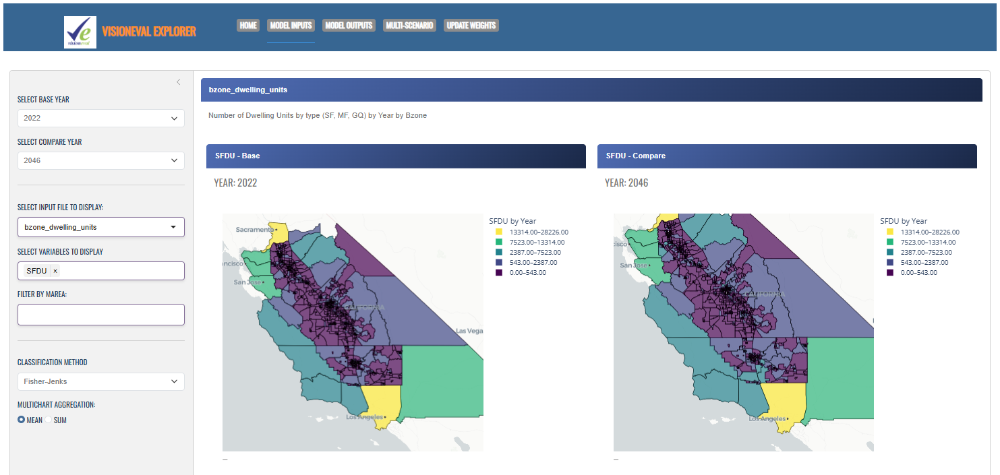 visioneval
VISIONEVAL EXPLORER
HOME
MODEL INPUTS
MODEL OUTPUTS
MULTI-SCENARIO
UPDATE WEIGHTS
SELECT BASE YEAR
2022
SELECT COMPARE YEAR
2046
SELECT INPUT FILE TO DISPLAY:
bzone_dwelling_units
SELECT VARIABLES TO DISPLAY
SFDU ×
FILTER BY MAREA:
CLASSIFICATION METHOD
Fisher-Jenks
MULTICHART AGGREGATION:
MEAN SUM
bzone_dwelling_units
Number of Dwelling Units by type (SF, MF, GQ) by Year by Bzone
SFDU - Base
YEAR: 2022
Sacramento
ncisco
San Jose
CALIFORNIA
Las Vega
Los Angeles
SFDU by Year
13314.00–28226.00
7523.00–13314.00
2387.00–7523.00
543.00–2387.00
0.00–543.00
SFDU - Compare
YEAR: 2046
isco
San Jose
CALIFORNIA
Los Angeles
SFDU by Year
13314.00–28226.00
7523.00–13314.00
2387.00–7523.00
543.00–2387.00
0.00–543.00